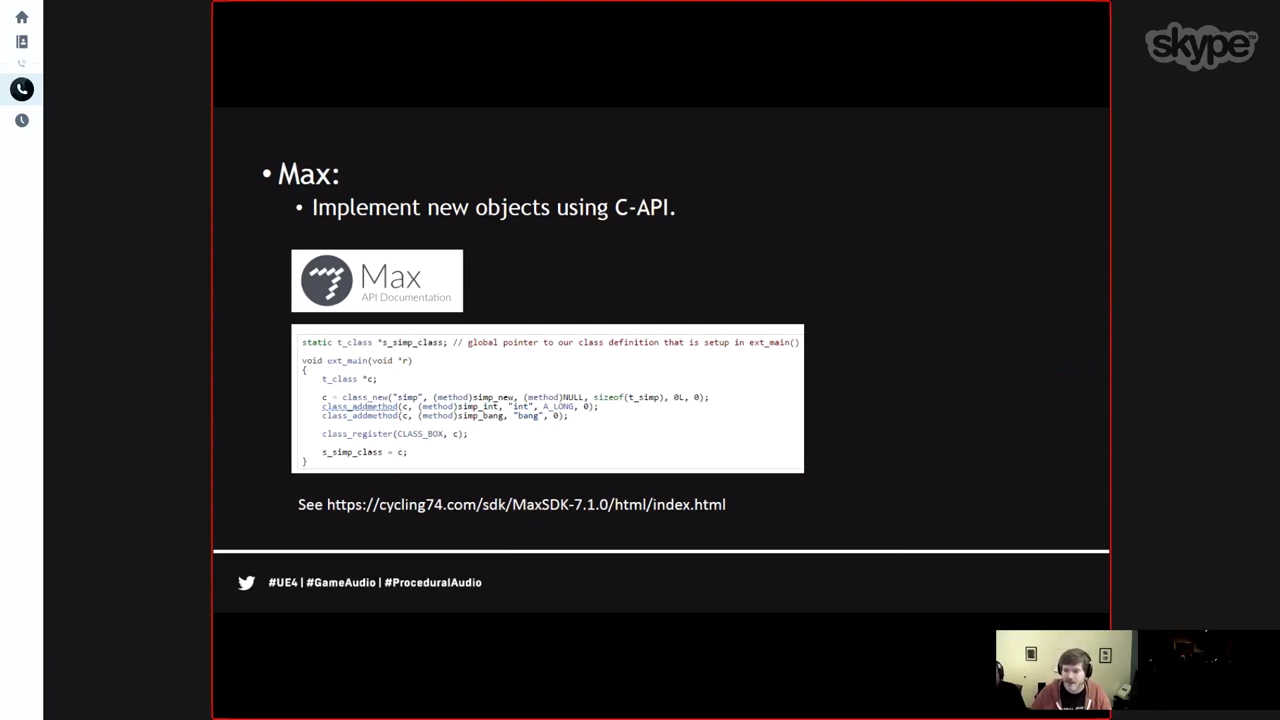 skype™
• Max:
• Implement new objects using C-API.
Max
API Documentation
static t_class *s_simp_class; // global pointer to our class definition that is setup in ext_main()
void ext_main(void *r)
{
t_class *c;
c = class_new("simp", (method)simp_new, (method)NULL, sizeof(t_simp), 0L, 0);
class_addmethod(c, (method)simp_int, "int", A_LONG, 0);
class_addmethod(c, (method)simp_bang, "bang", 0);
class_register(CLASS_BOX, c);
s_simp_class = c;
}
See https://cycling74.com/sdk/MaxSDK-7.1.0/html/index.html
#UE4 | #GameAudio | #ProceduralAudio